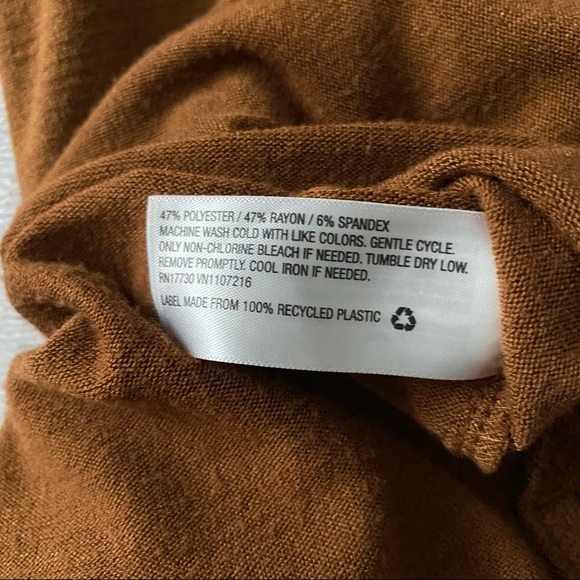 47% POLYESTER / 47% RAYON / 6% SPANDEX
MACHINE WASH COLD WITH LIKE COLORS. GENTLE CYCLE.
ONLY NON-CHLORINE BLEACH IF NEEDED. TUMBLE DRY LOW.
REMOVE PROMPTLY. COOL IRON IF NEEDED.
RN17730 VN1107216
LABEL MADE FROM 100% RECYCLED PLASTIC